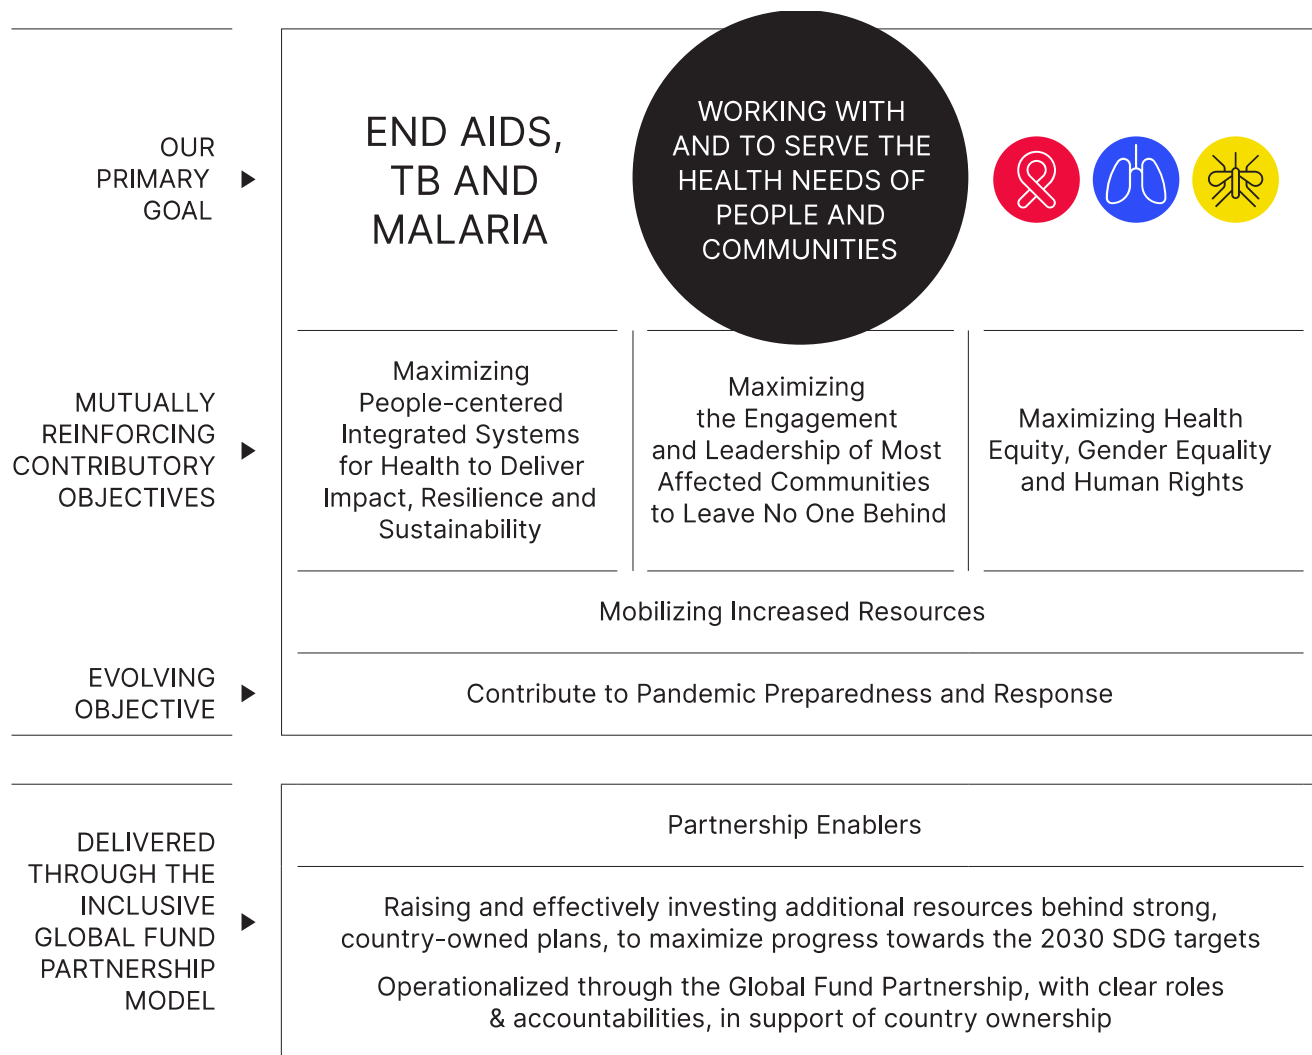 OUR
PRIMARY
GOAL
END AIDS,
TB AND
MALARIA
WORKING WITH
AND TO SERVE THE
HEALTH NEEDS OF
PEOPLE AND
COMMUNITIES
MUTUALLY
REINFORCING
CONTRIBUTORY
OBJECTIVES
Maximizing
People-centered
Integrated Systems
for Health to Deliver
Impact, Resilience and
Sustainability
Maximizing
the Engagement
and Leadership of Most
Affected Communities
to Leave No One Behind
Maximizing Health
Equity, Gender Equality
and Human Rights
Mobilizing Increased Resources
EVOLVING
OBJECTIVE
Contribute to Pandemic Preparedness and Response
DELIVERED
THROUGH THE
INCLUSIVE
GLOBAL FUND
PARTNERSHIP
MODEL
Partnership Enablers
Raising and effectively investing additional resources behind strong,
country-owned plans, to maximize progress towards the 2030 SDG targets
Operationalized through the Global Fund Partnership, with clear roles
& accountabilities, in support of country ownership